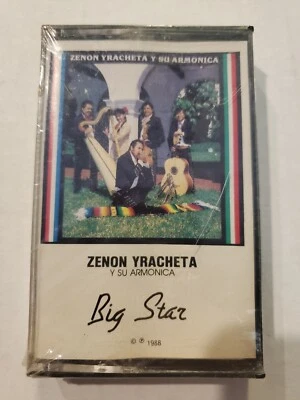 ZENON YRACHETA Y SU ARMONICA
ZENON YRACHETA
Y SU ARMONICA
Big Star
© ℗ 1988